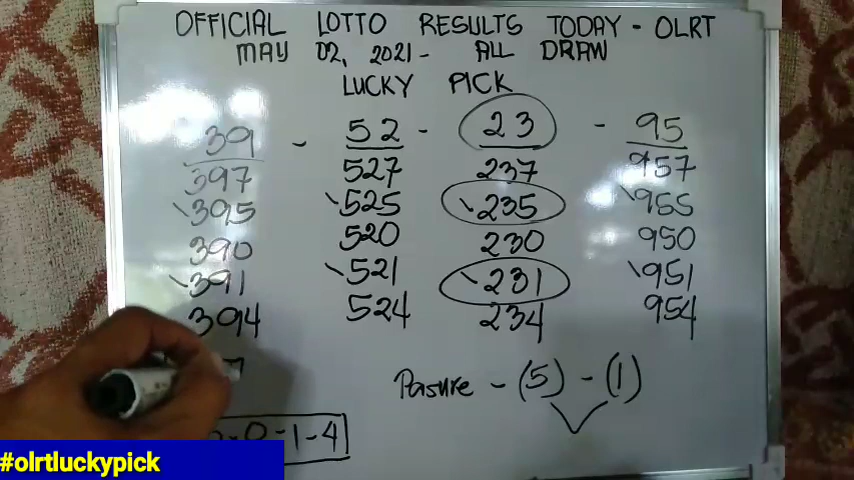 OFFICIAL LOTTO RESULTS TODAY - OLRT
MAY 02, 2021 - ALL DRAW
LUCKY PICK
39 - 52 - 23 - 95
397 527 237 957
395 525 235 955
390 520 230 950
391 521 231 951
394 524 234 954
Pasure - (5) - (1)
- 0 - 1 - 4
#olrtluckypick